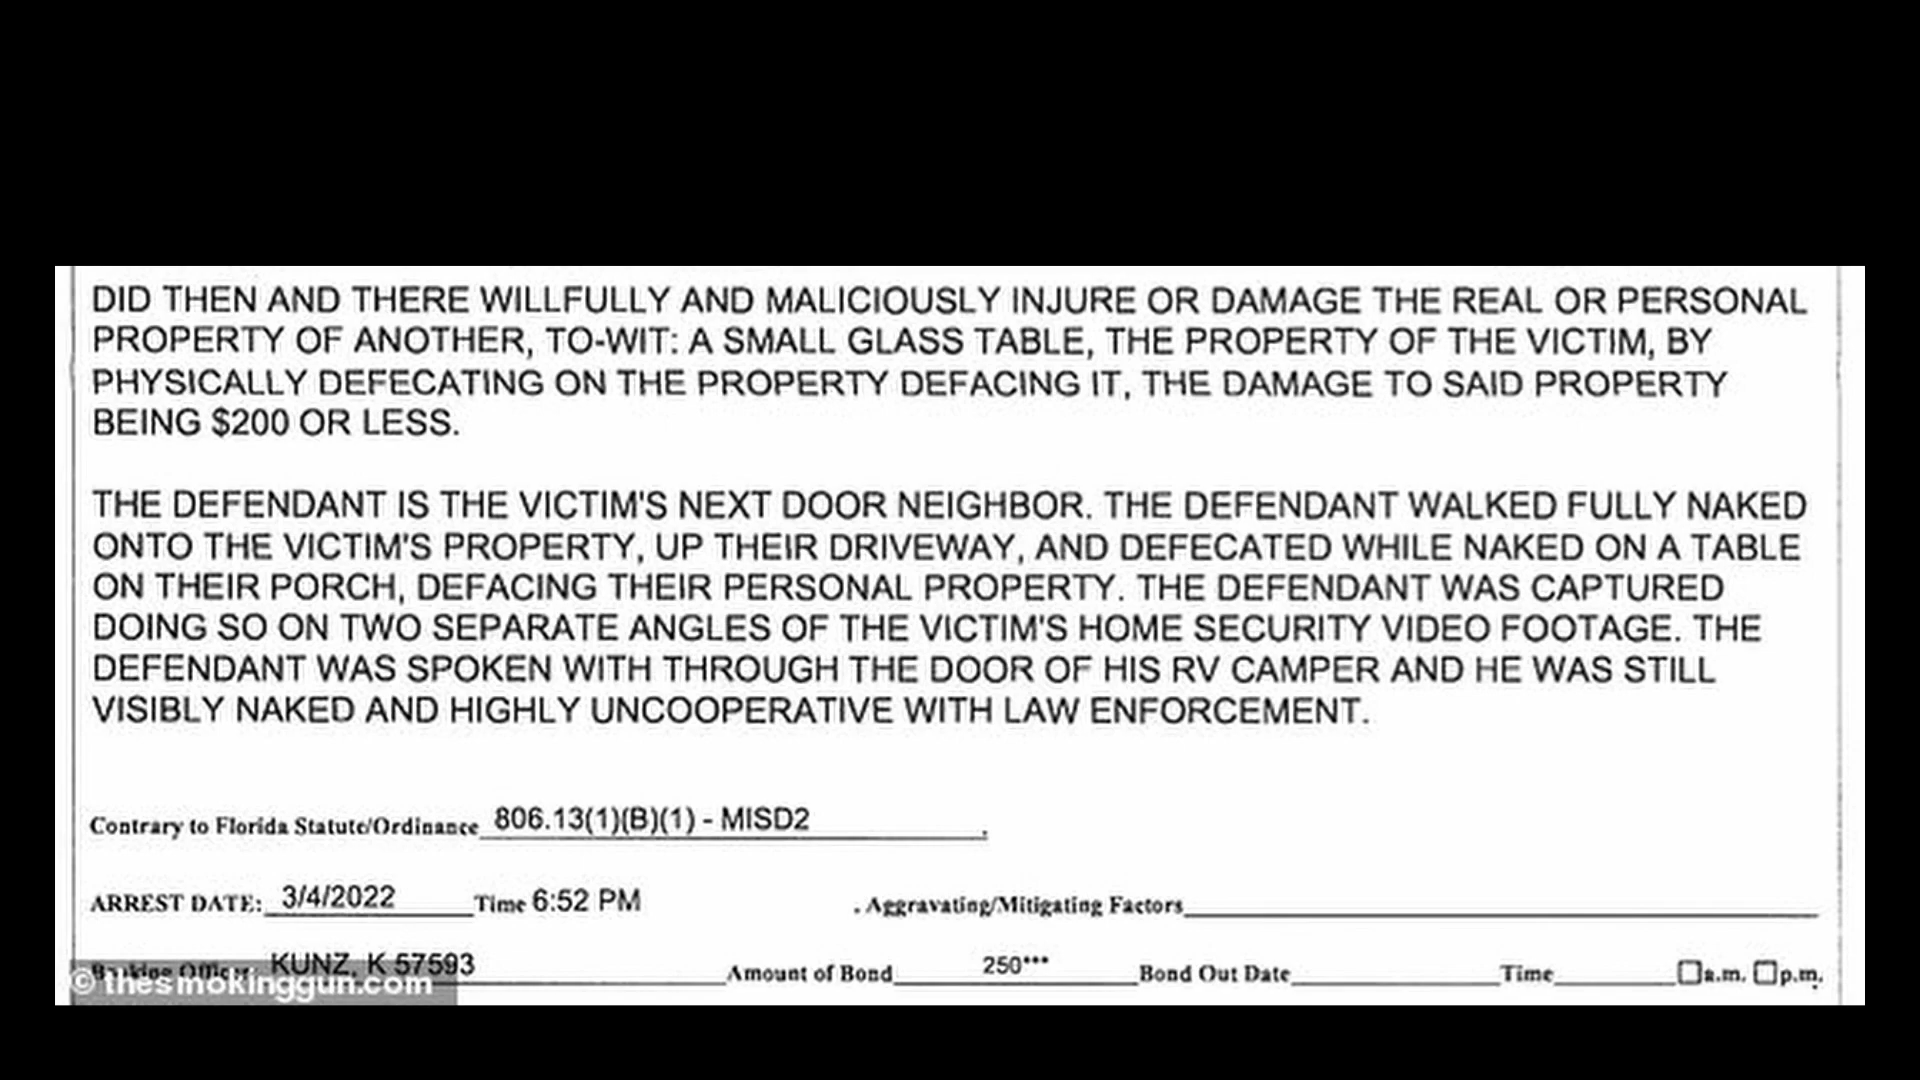 DID THEN AND THERE WILLFULLY AND MALICIOUSLY INJURE OR DAMAGE THE REAL OR PERSONAL
PROPERTY OF ANOTHER, TO-WIT: A SMALL GLASS TABLE, THE PROPERTY OF THE VICTIM, BY
PHYSICALLY DEFECATING ON THE PROPERTY DEFACING IT, THE DAMAGE TO SAID PROPERTY
BEING $200 OR LESS.
THE DEFENDANT IS THE VICTIM'S NEXT DOOR NEIGHBOR. THE DEFENDANT WALKED FULLY NAKED
ONTO THE VICTIM'S PROPERTY, UP THEIR DRIVEWAY, AND DEFECATED WHILE NAKED ON A TABLE
ON THEIR PORCH, DEFACING THEIR PERSONAL PROPERTY. THE DEFENDANT WAS CAPTURED
DOING SO ON TWO SEPARATE ANGLES OF THE VICTIM'S HOME SECURITY VIDEO FOOTAGE. THE
DEFENDANT WAS SPOKEN WITH THROUGH THE DOOR OF HIS RV CAMPER AND HE WAS STILL
VISIBLY NAKED AND HIGHLY UNCOOPERATIVE WITH LAW ENFORCEMENT.
Contrary to Florida Statute/Ordinance 806.13(1)(B)(1) - MISD2.
ARREST DATE: 3/4/2022 Time 6:52 PM . Aggravating/Mitigating Factors
Booking Officer: KUNZ, K 57593 Amount of Bond 250*** Bond Out Date Time a.m. p.m.
© thesmokinggun.com